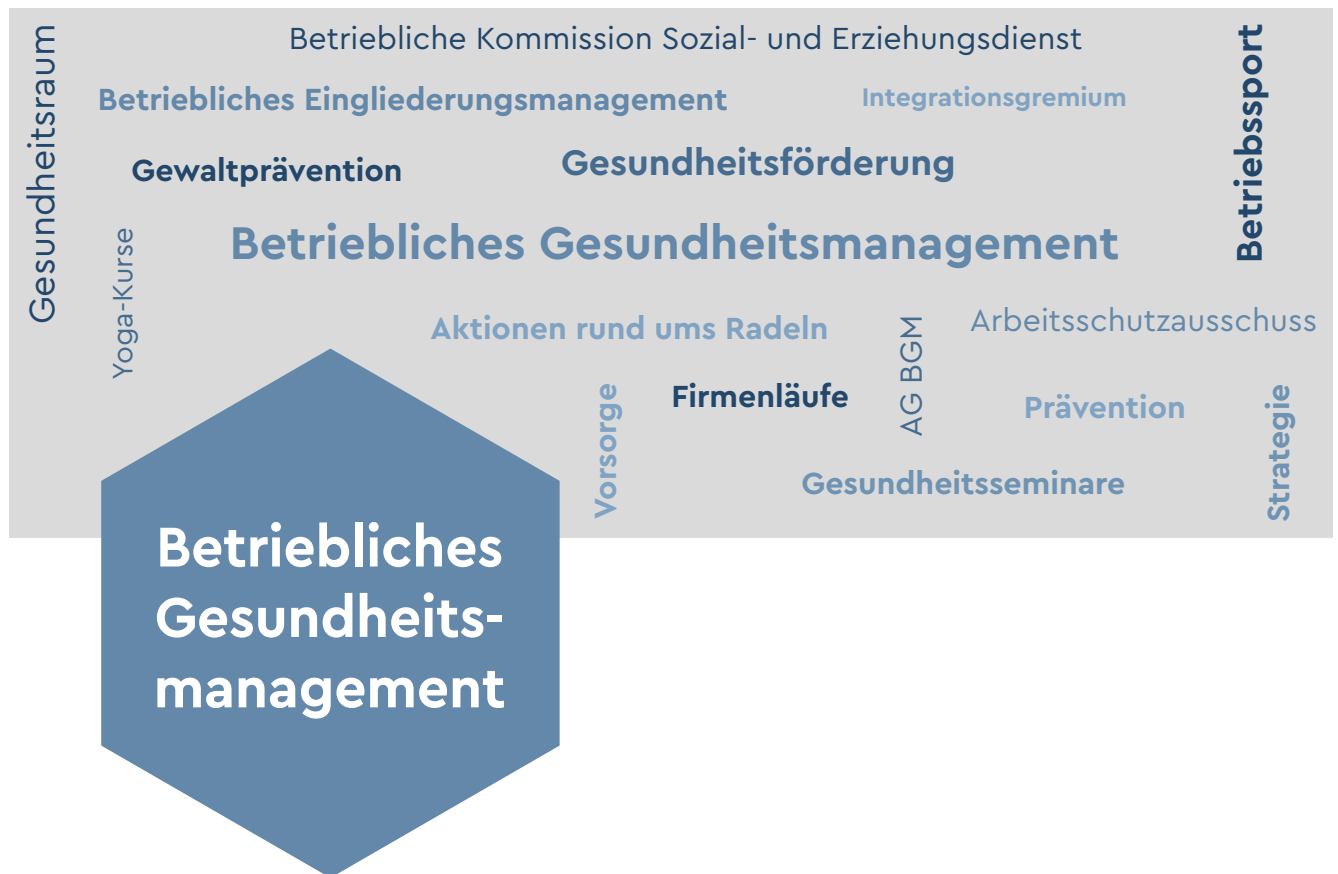 Betriebliche Kommission Sozial- und Erziehungsdienst
Gesundheitsraum
Betriebssport
Betriebliches Eingliederungsmanagement
Integrationsgremium
Gewaltprävention
Gesundheitsförderung
Yoga-Kurse
Betriebliches Gesundheitsmanagement
Aktionen rund ums Radeln
AG BGM
Arbeitsschutzausschuss
Vorsorge
Firmenläufe
Prävention
Strategie
Gesundheitsseminare
Betriebliches
Gesundheits-
management